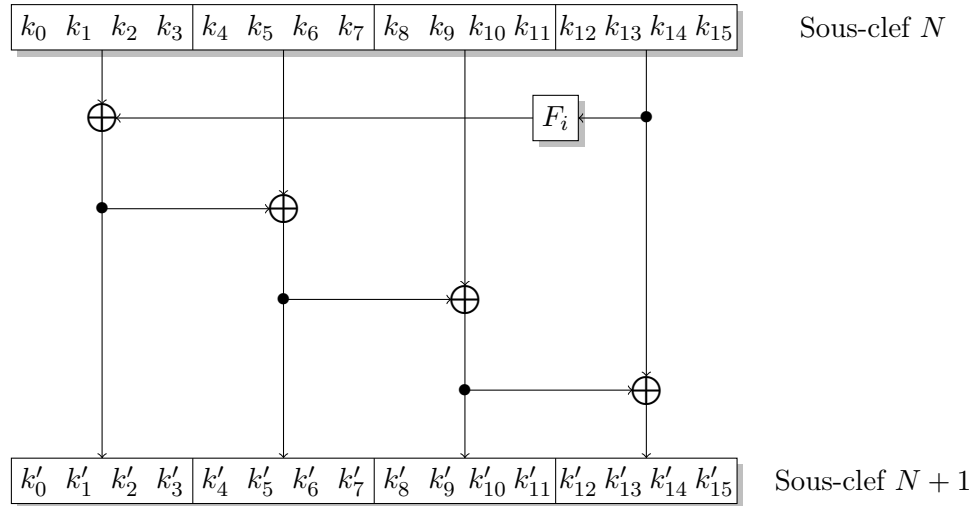 k₀ k₁ k₂ k₃ k₄ k₅ k₆ k₇ k₈ k₉ k₁₀ k₁₁ k₁₂ k₁₃ k₁₄ k₁₅ Sous-clef N
Fᵢ
k′₀ k′₁ k′₂ k′₃ k′₄ k′₅ k′₆ k′₇ k′₈ k′₉ k′₁₀ k′₁₁ k′₁₂ k′₁₃ k′₁₄ k′₁₅ Sous-clef N + 1